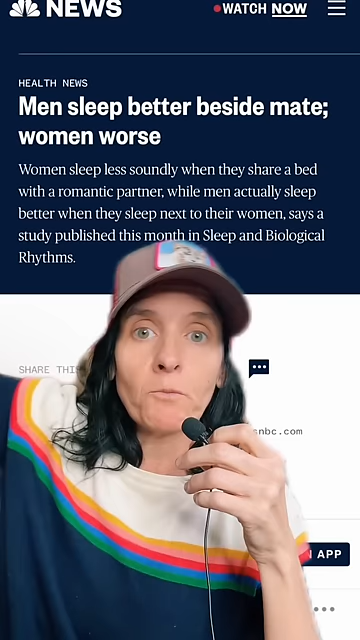 NEWS
WATCH NOW
HEALTH NEWS
Men sleep better beside mate;
women worse
Women sleep less soundly when they share a bed
with a romantic partner, while men actually sleep
better when they sleep next to their women, says a
study published this month in Sleep and Biological
Rhythms.
SHARE THI
nbc.com
APP